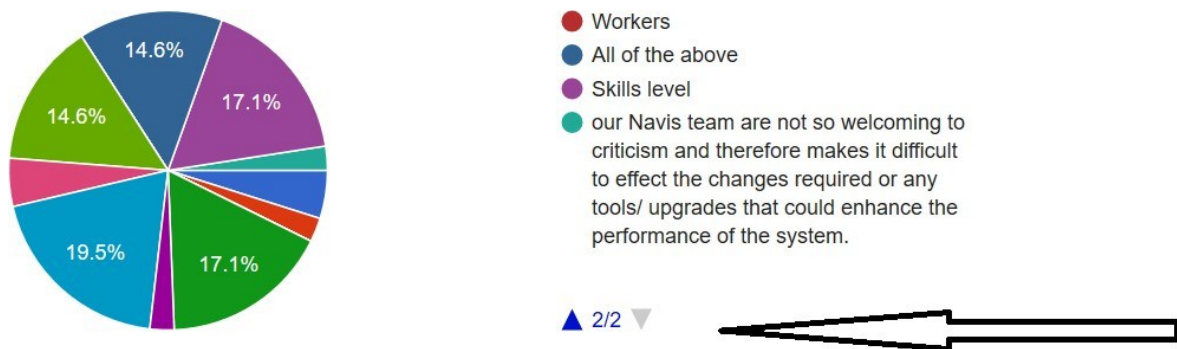 14.6%
17.1%
14.6%
19.5%
17.1%
Workers
All of the above
Skills level
our Navis team are not so welcoming to
criticism and therefore makes it difficult
to effect the changes required or any
tools/ upgrades that could enhance the
performance of the system.
2/2